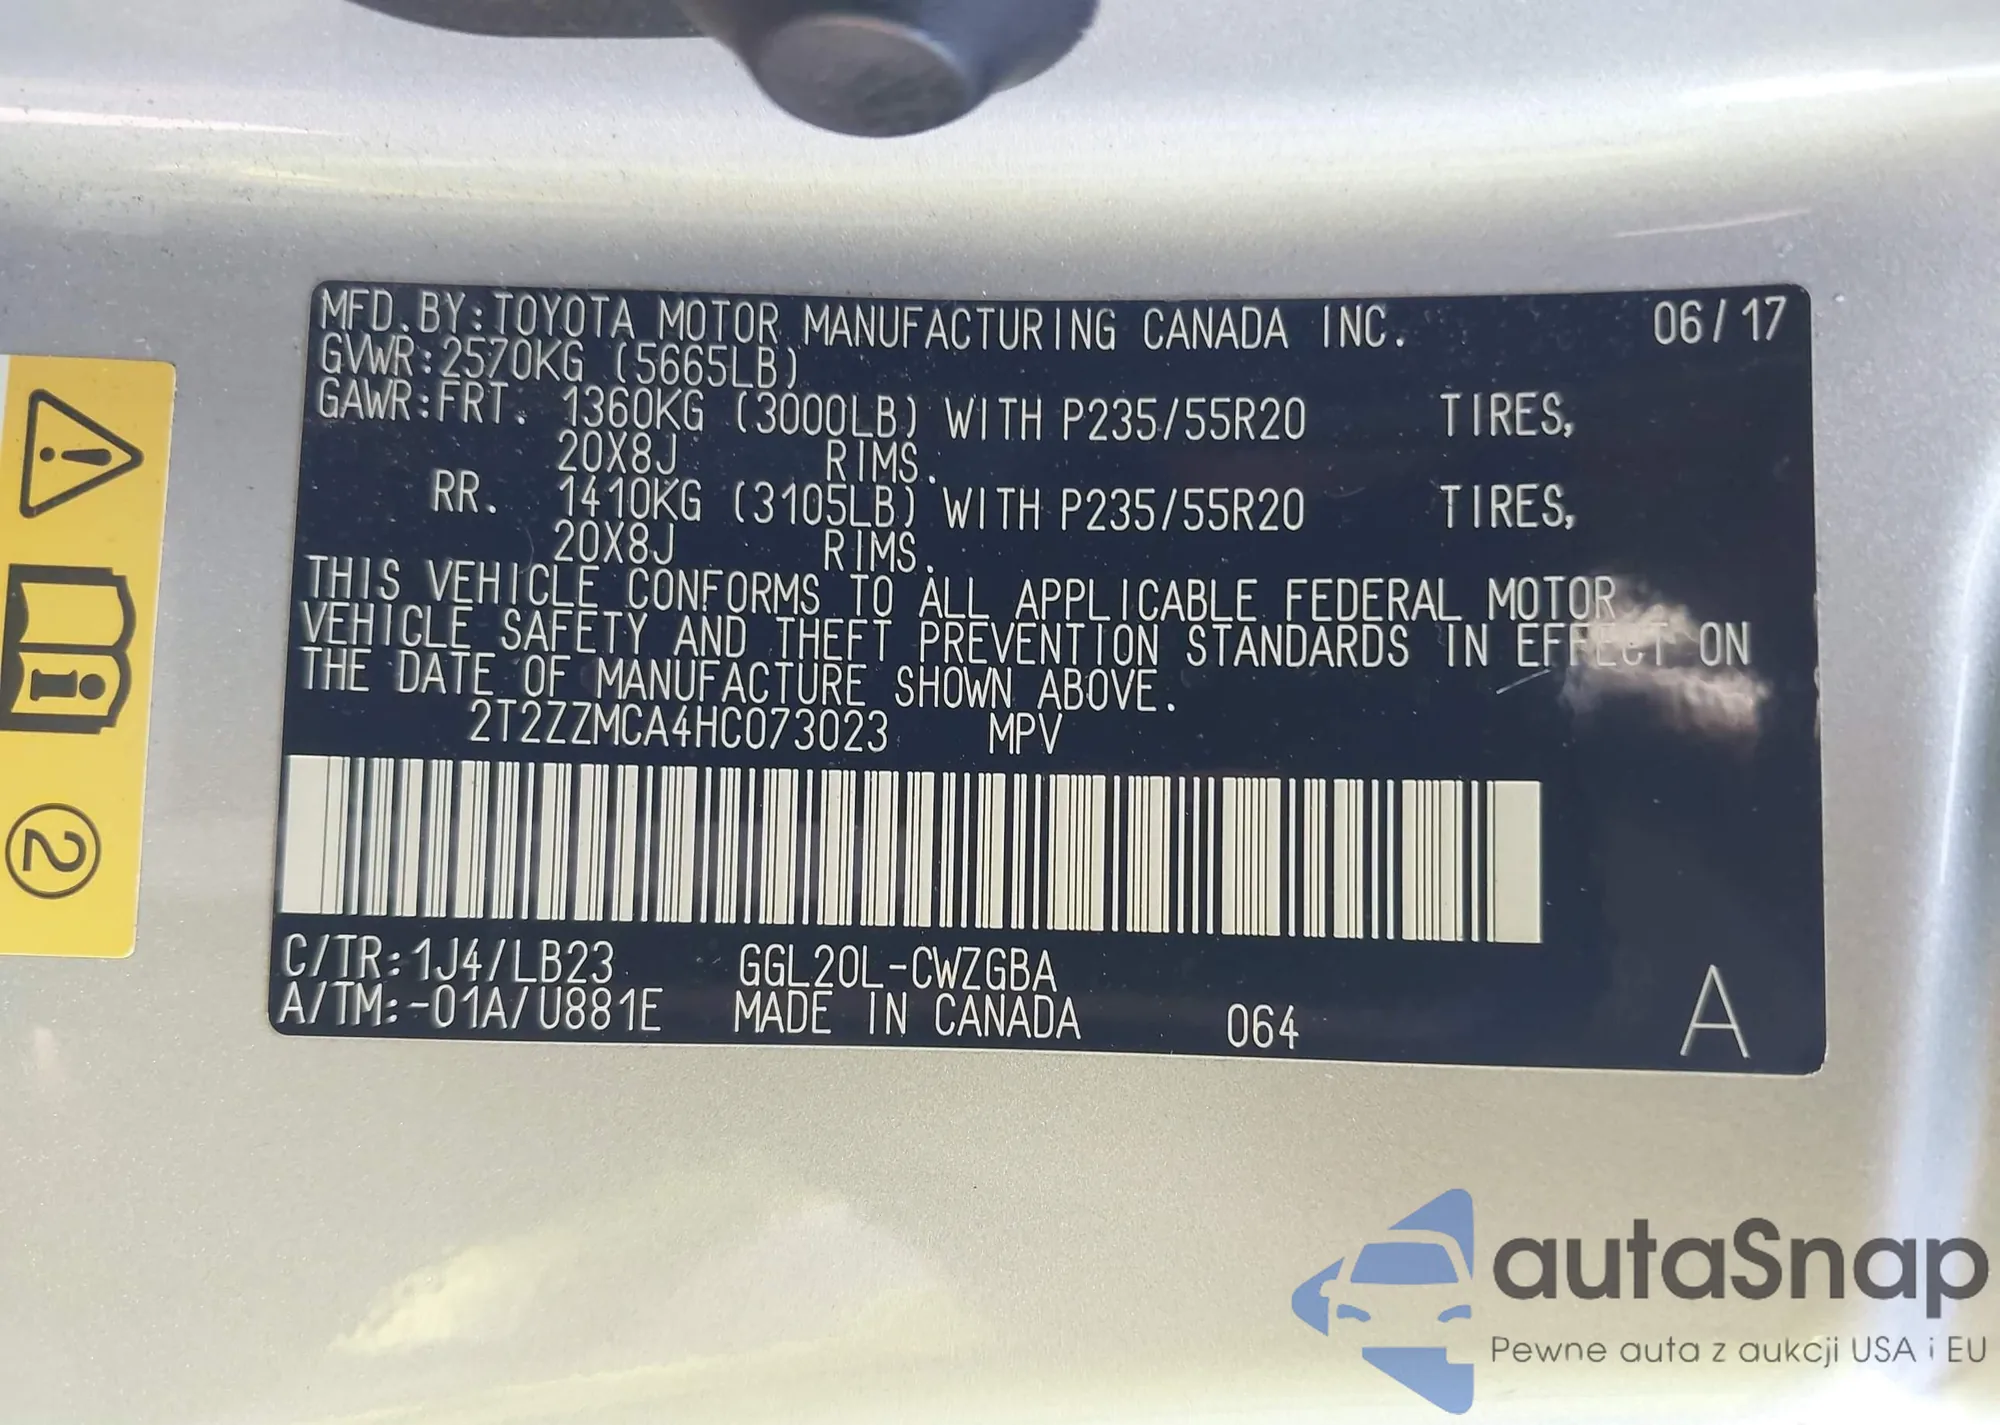 MFD.BY:TOYOTA MOTOR MANUFACTURING CANADA INC. 06/17
GVWR:2570KG (5665LB)
GAWR:FRT. 1360KG (3000LB) WITH P235/55R20 TIRES,
20X8J RIMS.
RR. 1410KG (3105LB) WITH P235/55R20 TIRES,
20X8J RIMS.
THIS VEHICLE CONFORMS TO ALL APPLICABLE FEDERAL MOTOR
VEHICLE SAFETY AND THEFT PREVENTION STANDARDS IN EFFECT ON
THE DATE OF MANUFACTURE SHOWN ABOVE.
2T2ZZMCA4HC073023 MPV
C/TR:1J4/LB23 GGL20L-CWZGBA
A/TM:-01A/U881E MADE IN CANADA 064 A
2
autaSnap
Pewne auta z aukcji USA i EU